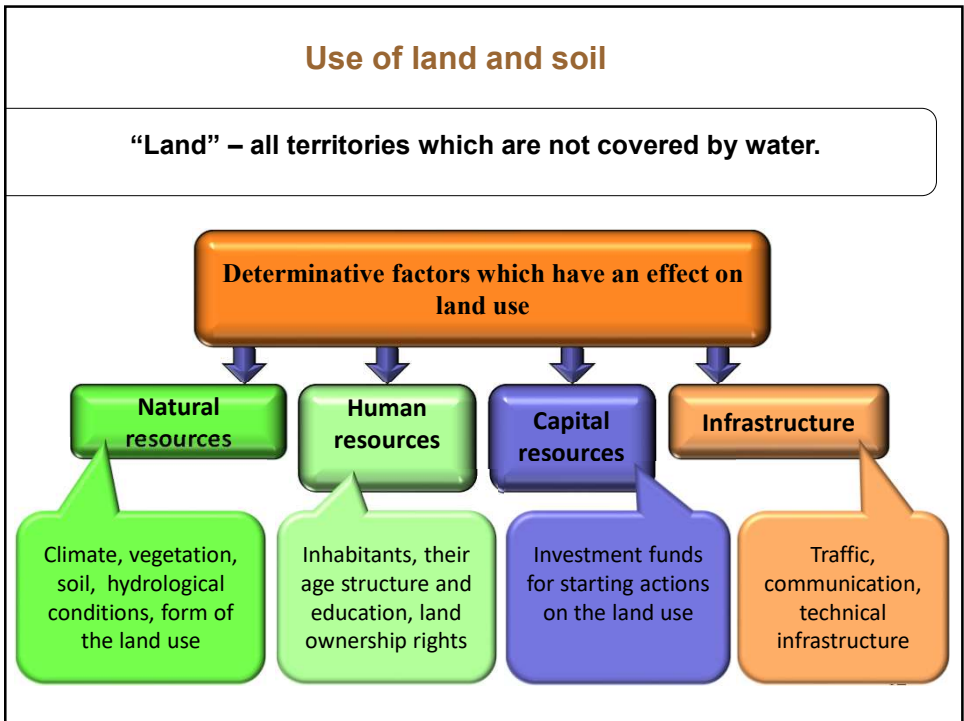 Use of land and soil
“Land” – all territories which are not covered by water.
Determinative factors which have an effect on
land use
Natural
resources
Human
resources
Capital
resources
Infrastructure
Climate, vegetation,
soil, hydrological
conditions, form of
the land use
Inhabitants, their
age structure and
education, land
ownership rights
Investment funds
for starting actions
on the land use
Traffic,
communication,
technical
infrastructure